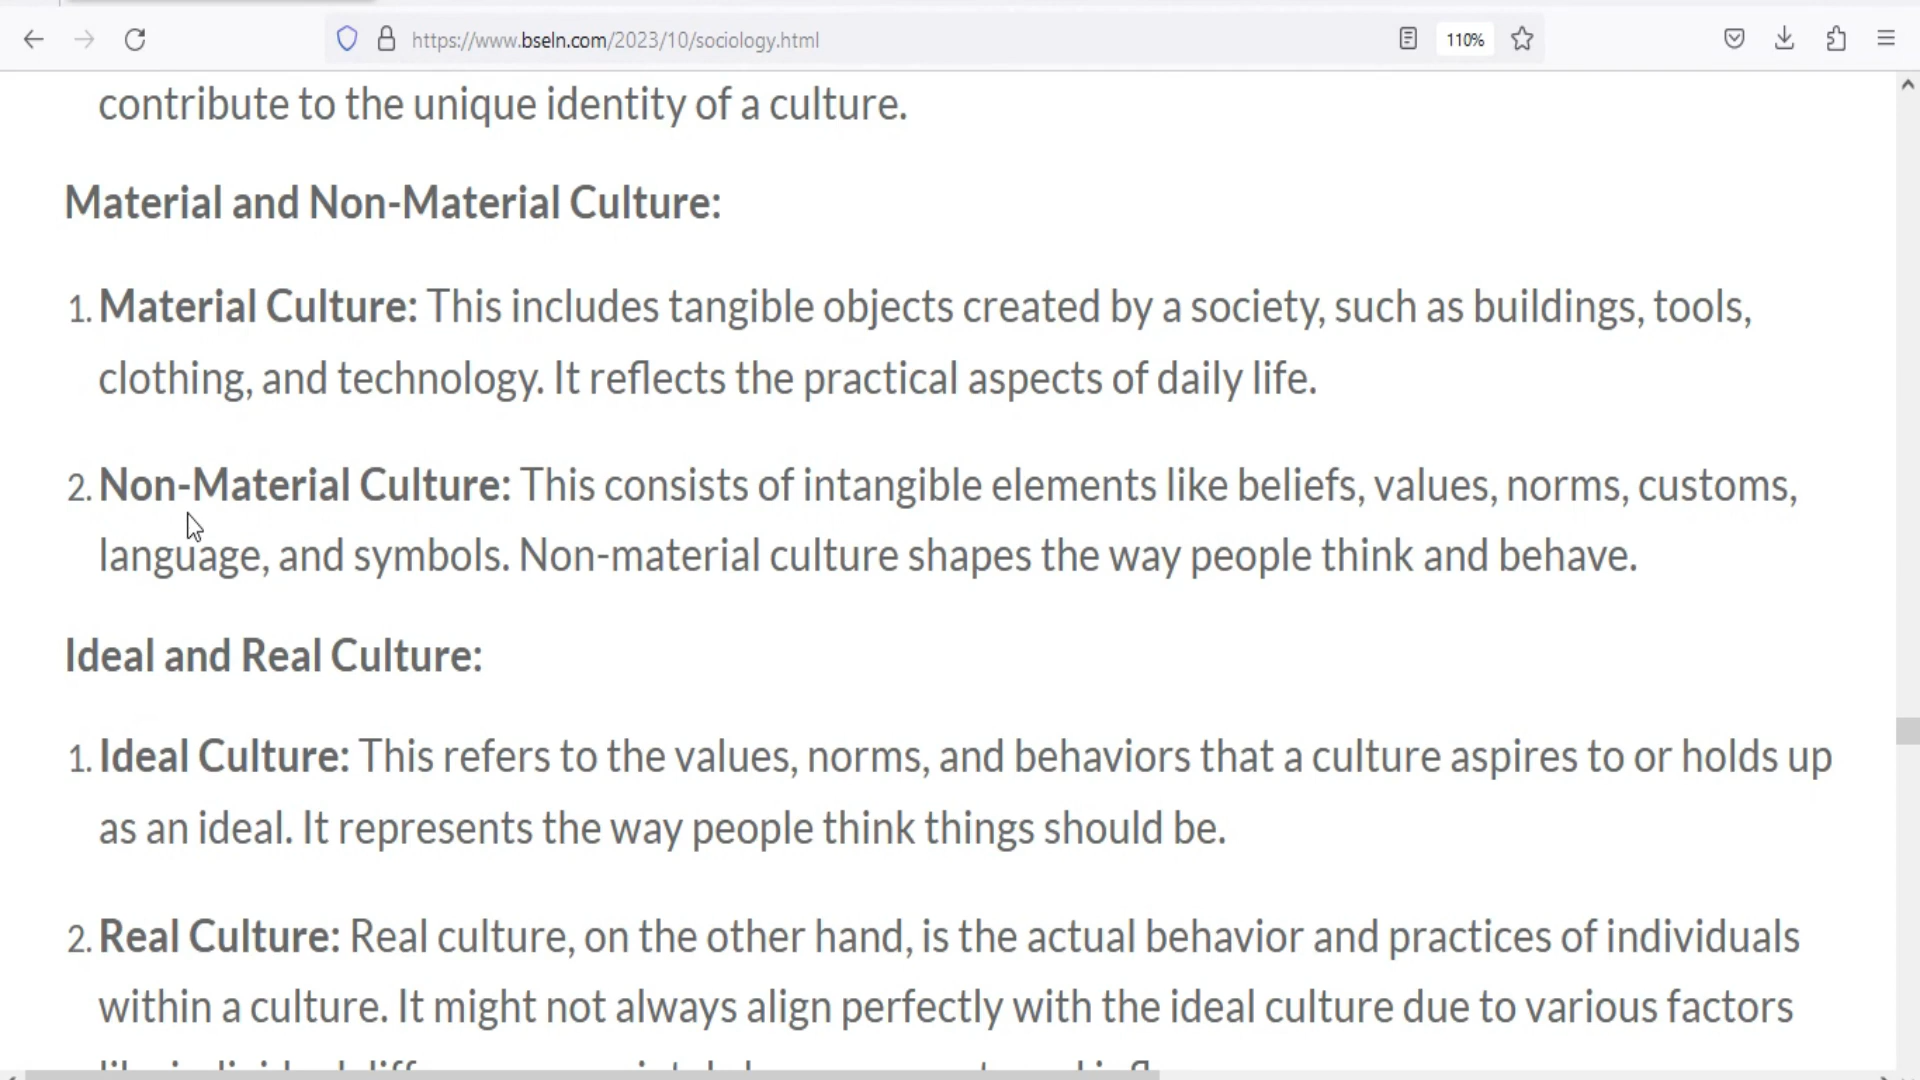 https://www.bseln.com/2023/10/sociology.html
110%
contribute to the unique identity of a culture.
Material and Non-Material Culture:
1. Material Culture: This includes tangible objects created by a society, such as buildings, tools,
clothing, and technology. It reflects the practical aspects of daily life.
2. Non-Material Culture: This consists of intangible elements like beliefs, values, norms, customs,
language, and symbols. Non-material culture shapes the way people think and behave.
Ideal and Real Culture:
1. Ideal Culture: This refers to the values, norms, and behaviors that a culture aspires to or holds up
as an ideal. It represents the way people think things should be.
2. Real Culture: Real culture, on the other hand, is the actual behavior and practices of individuals
within a culture. It might not always align perfectly with the ideal culture due to various factors